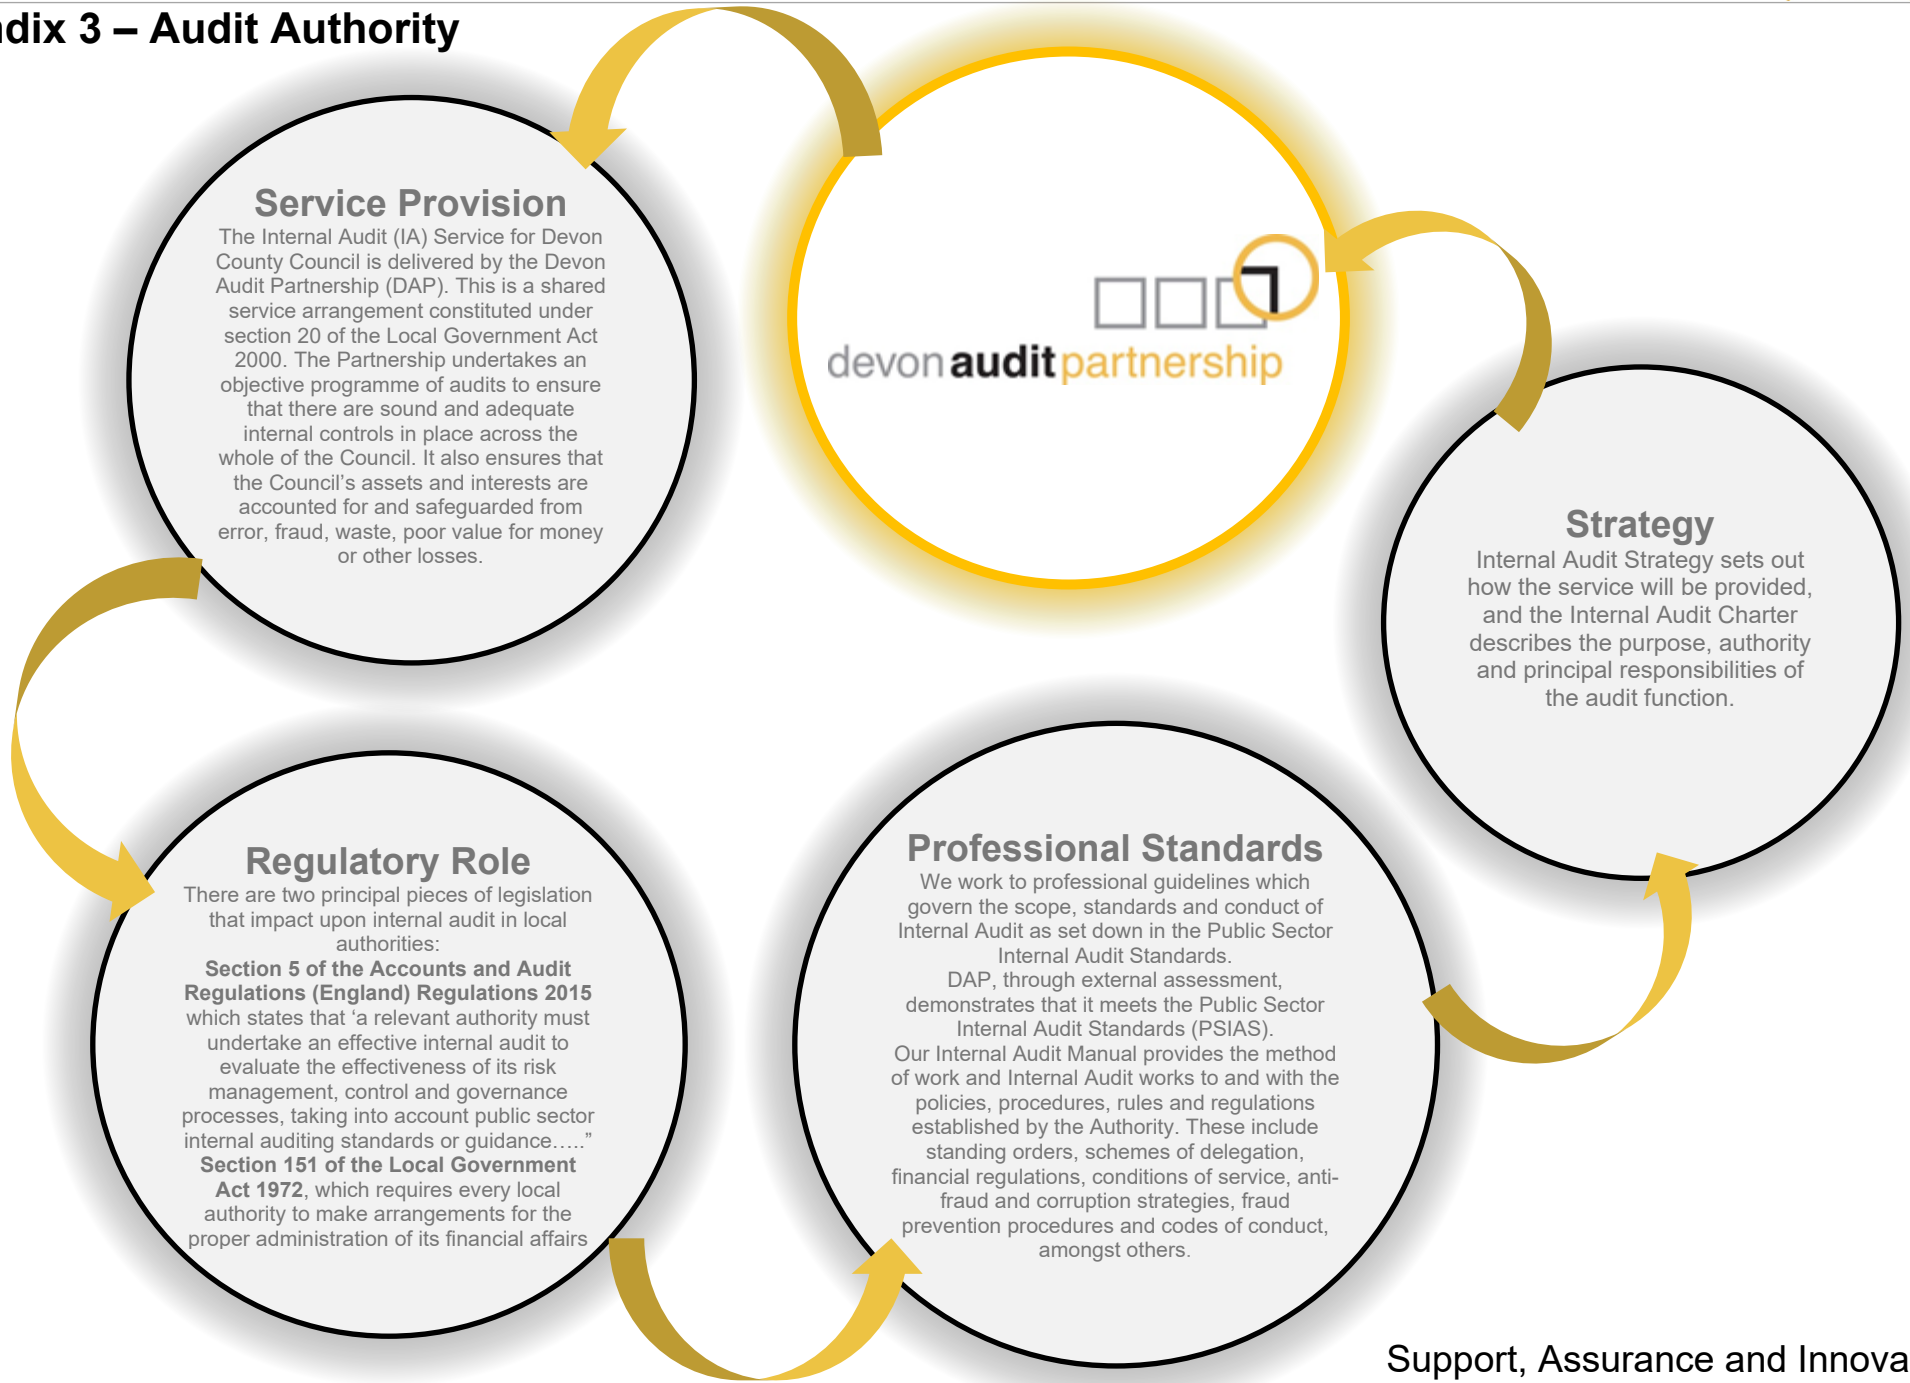 ndix 3 – Audit Authority
Service Provision
The Internal Audit (IA) Service for Devon
County Council is delivered by the Devon
Audit Partnership (DAP). This is a shared
service arrangement constituted under
section 20 of the Local Government Act
2000. The Partnership undertakes an
objective programme of audits to ensure
that there are sound and adequate
internal controls in place across the
whole of the Council. It also ensures that
the Council’s assets and interests are
accounted for and safeguarded from
error, fraud, waste, poor value for money
or other losses.
devonauditpartnership
Strategy
Internal Audit Strategy sets out
how the service will be provided,
and the Internal Audit Charter
describes the purpose, authority
and principal responsibilities of
the audit function.
Regulatory Role
There are two principal pieces of legislation
that impact upon internal audit in local
authorities:
Section 5 of the Accounts and Audit
Regulations (England) Regulations 2015
which states that ‘a relevant authority must
undertake an effective internal audit to
evaluate the effectiveness of its risk
management, control and governance
processes, taking into account public sector
internal auditing standards or guidance…..”
Section 151 of the Local Government
Act 1972, which requires every local
authority to make arrangements for the
proper administration of its financial affairs
Professional Standards
We work to professional guidelines which
govern the scope, standards and conduct of
Internal Audit as set down in the Public Sector
Internal Audit Standards.
DAP, through external assessment,
demonstrates that it meets the Public Sector
Internal Audit Standards (PSIAS).
Our Internal Audit Manual provides the method
of work and Internal Audit works to and with the
policies, procedures, rules and regulations
established by the Authority. These include
standing orders, schemes of delegation,
financial regulations, conditions of service, anti-
fraud and corruption strategies, fraud
prevention procedures and codes of conduct,
amongst others.
Support, Assurance and Innova